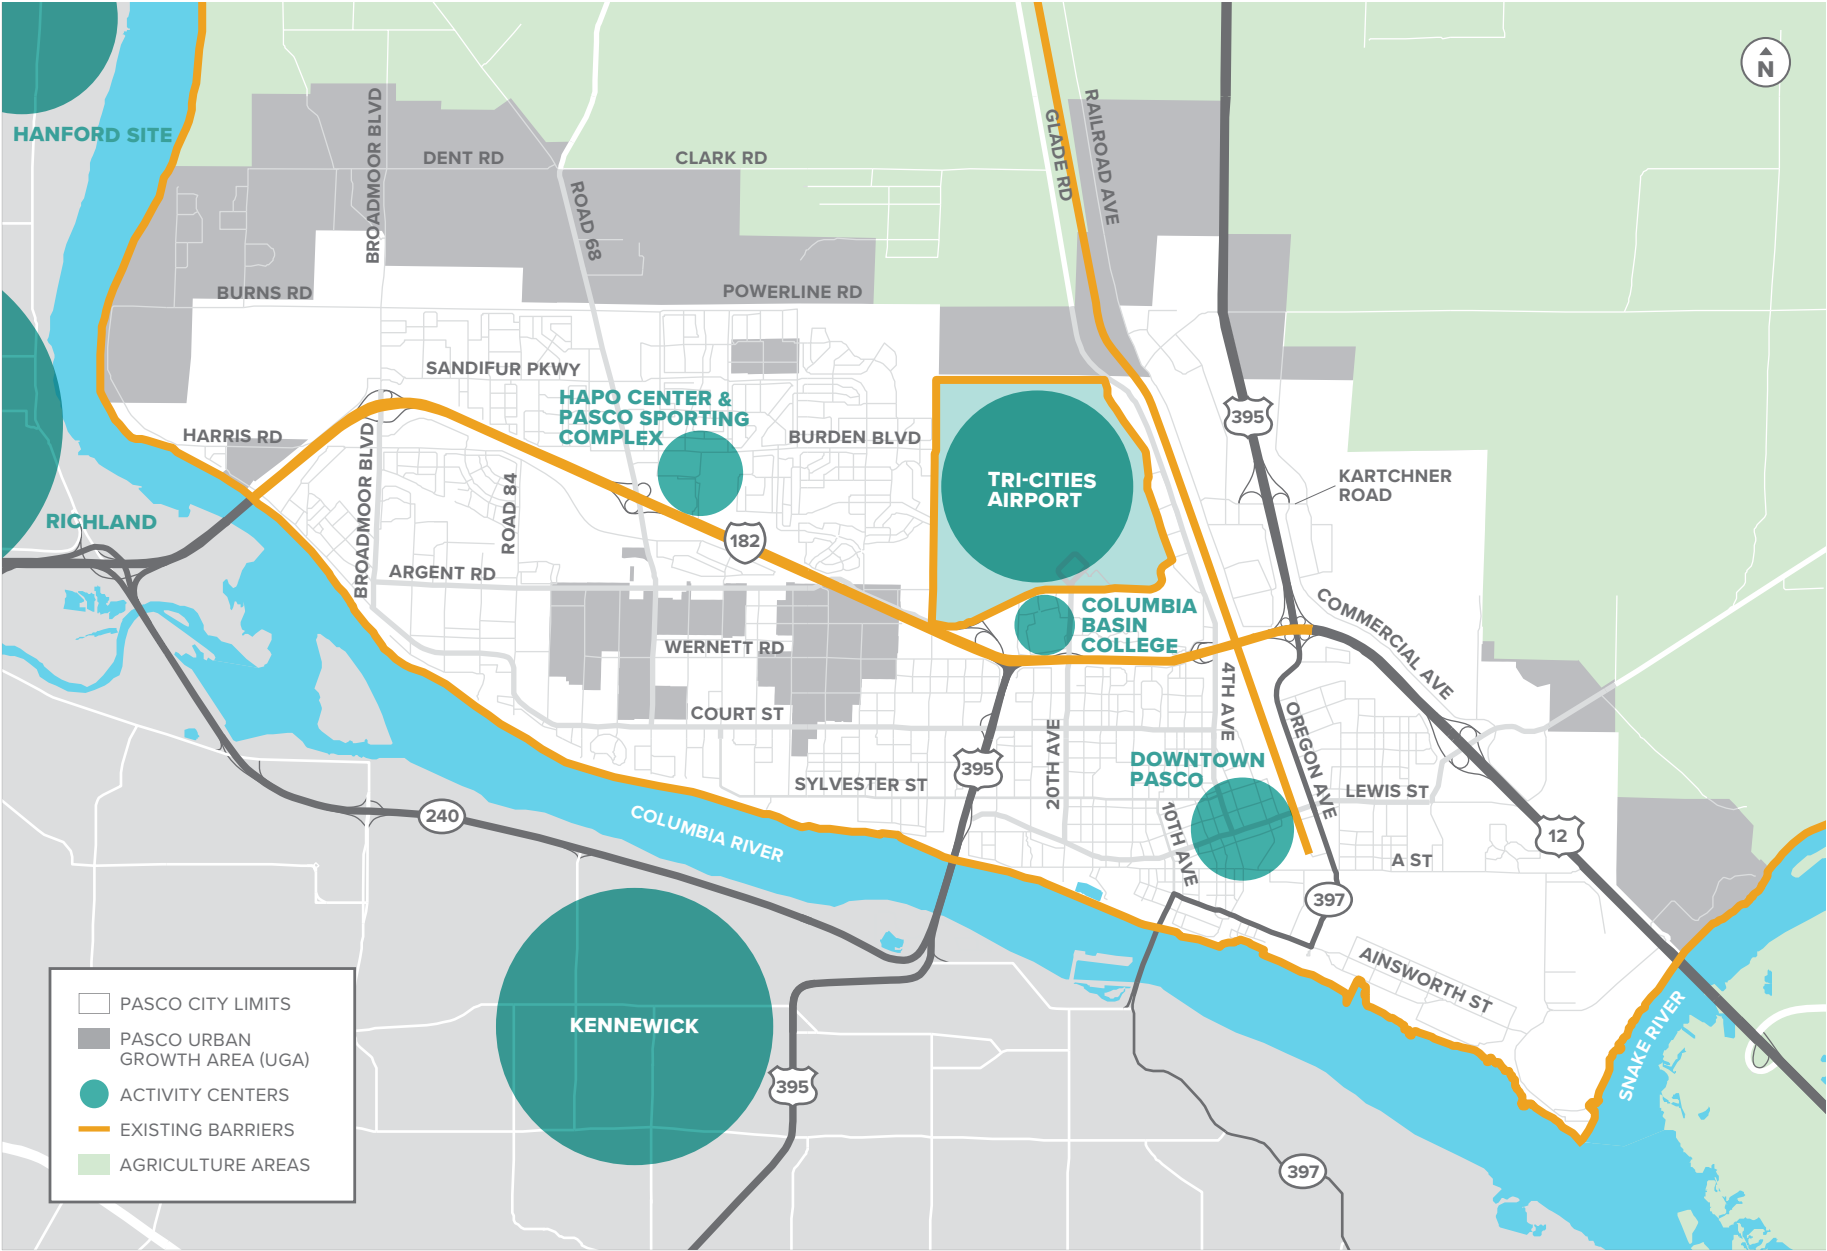 N
HANFORD SITE
BROADMOOR BLVD
DENT RD
CLARK RD
ROAD 68
GLADE RD
RAILROAD AVE
BURNS RD
POWERLINE RD
SANDIFUR PKWY
HAPO CENTER &
PASCO SPORTING
COMPLEX
HARRIS RD
BURDEN BLVD
395
TRI-CITIES
AIRPORT
KARTCHNER
ROAD
RICHLAND
BROADMOOR BLVD
ROAD 84
182
ARGENT RD
COLUMBIA
BASIN
COLLEGE
COMMERCIAL AVE
WERNETT RD
4TH AVE
COURT ST
OREGON AVE
20TH AVE
DOWNTOWN
PASCO
395
SYLVESTER ST
LEWIS ST
240
COLUMBIA RIVER
10TH AVE
12
A ST
397
AINSWORTH ST
SNAKE RIVER
KENNEWICK
395
397
PASCO CITY LIMITS
PASCO URBAN
GROWTH AREA (UGA)
ACTIVITY CENTERS
EXISTING BARRIERS
AGRICULTURE AREAS